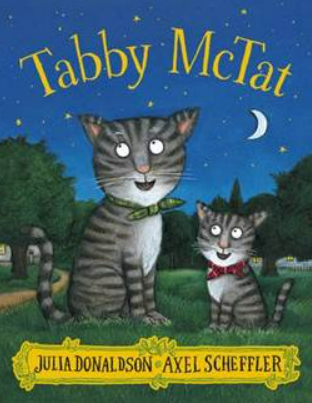 Tabby McTat
JULIA DONALDSON • AXEL SCHEFFLER